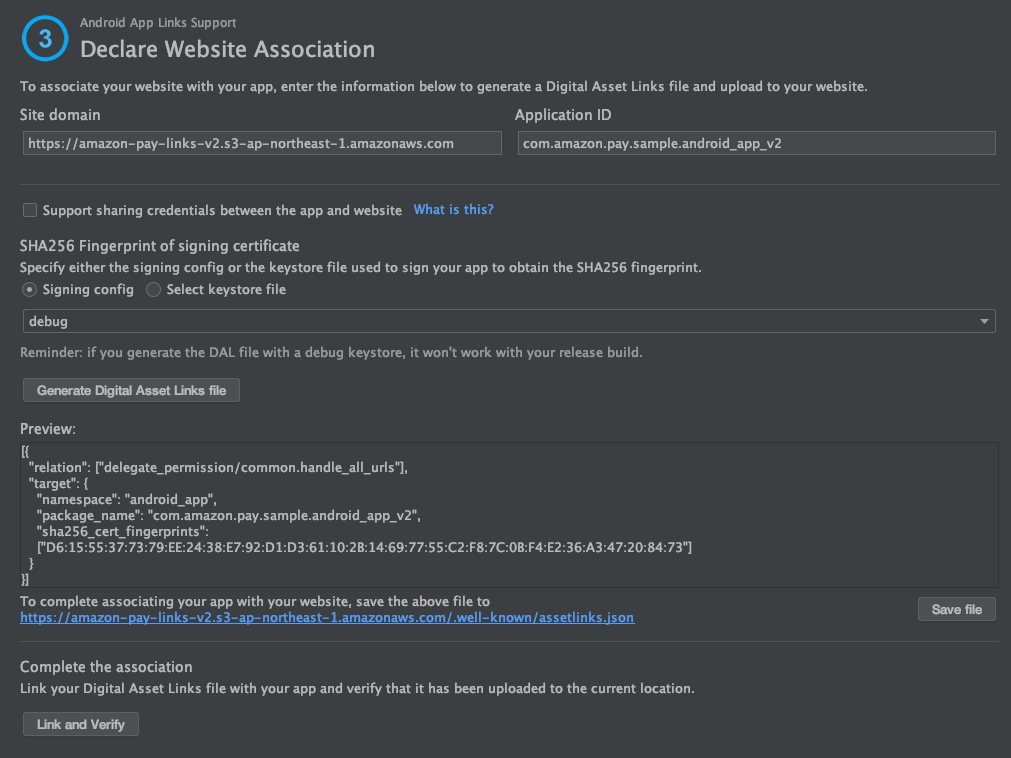 3
Android App Links Support
Declare Website Association
To associate your website with your app, enter the information below to generate a Digital Asset Links file and upload to your website.
Site domain
Application ID
https://amazon-pay-links-v2.s3-ap-northeast-1.amazonaws.com
com.amazon.pay.sample.android_app_v2
Support sharing credentials between the app and website What is this?
SHA256 Fingerprint of signing certificate
Specify either the signing config or the keystore file used to sign your app to obtain the SHA256 fingerprint.
Signing config Select keystore file
debug
Reminder: if you generate the DAL file with a debug keystore, it won't work with your release build.
Generate Digital Asset Links file
Preview:
[{
"relation": ["delegate_permission/common.handle_all_urls"],
"target": {
"namespace": "android_app",
"package_name": "com.amazon.pay.sample.android_app_v2",
"sha256_cert_fingerprints":
["D6:15:55:37:73:79:EE:24:38:E7:92:D1:D3:61:10:2B:14:69:77:55:C2:F8:7C:0B:F4:E2:36:A3:47:20:84:73"]
}
}]
To complete associating your app with your website, save the above file to
https://amazon-pay-links-v2.s3-ap-northeast-1.amazonaws.com/.well-known/assetlinks.json
Save file
Complete the association
Link your Digital Asset Links file with your app and verify that it has been uploaded to the current location.
Link and Verify